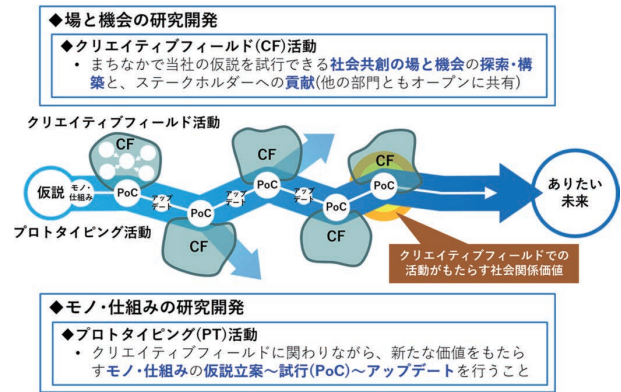 ◆場と機会の研究開発
◆クリエイティブフィールド(CF)活動
• まちなかで当社の仮説を試行できる社会共創の場と機会の探索・構
築と、ステークホルダーへの貢献(他の部門ともオープンに共有)
クリエイティブフィールド活動
CF
CF
CF
仮説
モノ・
仕組み
PoC
アップ
デート
PoC
アップ
デート
PoC
アップ
デート
PoC
PoC
ありたい
未来
プロトタイピング活動
CF
CF
クリエイティブフィールドでの
活動がもたらす社会関係価値
◆モノ・仕組みの研究開発
◆プロトタイピング(PT)活動
• クリエイティブフィールドに関わりながら、新たな価値をもたら
すモノ・仕組みの仮説立案～試行(PoC)～アップデートを行うこと